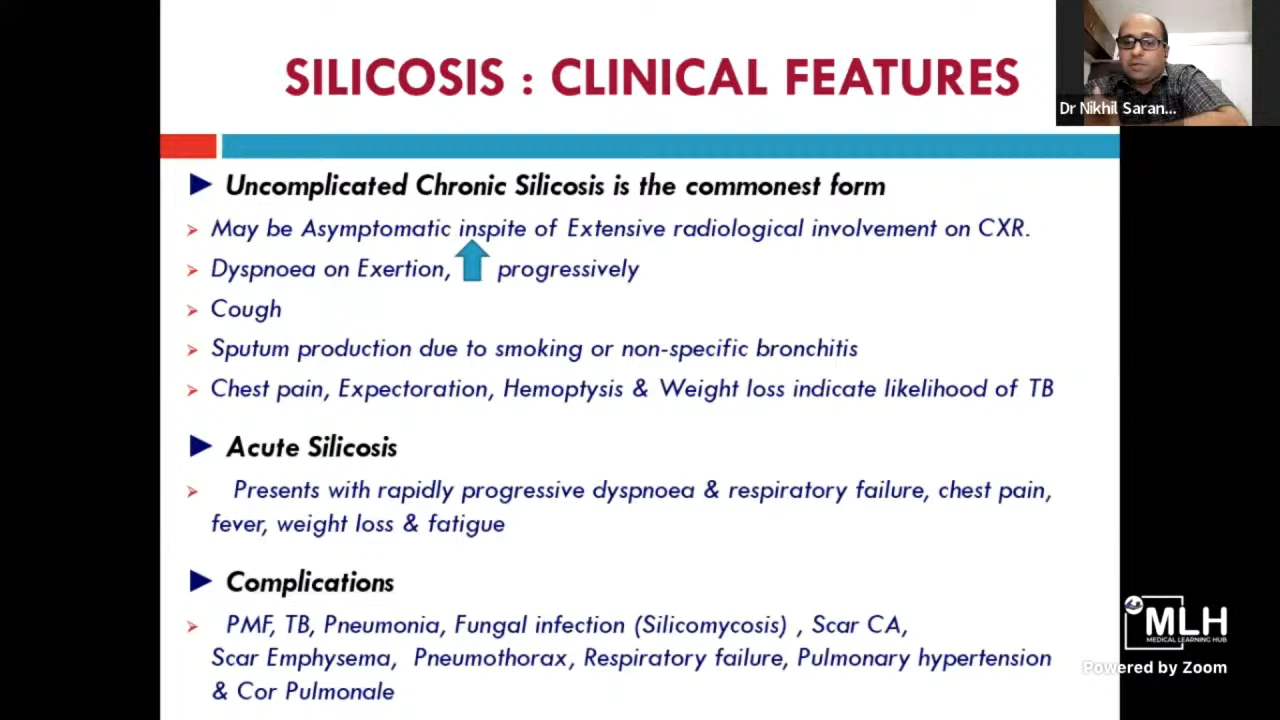 SILICOSIS : CLINICAL FEATURES
Dr Nikhil Saran...
► Uncomplicated Chronic Silicosis is the commonest form
➢ May be Asymptomatic inspite of Extensive radiological involvement on CXR.
➢ Dyspnoea on Exertion, progressively
➢ Cough
➢ Sputum production due to smoking or non-specific bronchitis
➢ Chest pain, Expectoration, Hemoptysis & Weight loss indicate likelihood of TB
► Acute Silicosis
➢ Presents with rapidly progressive dyspnoea & respiratory failure, chest pain,
fever, weight loss & fatigue
► Complications
➢ PMF, TB, Pneumonia, Fungal infection (Silicomycosis) , Scar CA,
Scar Emphysema, Pneumothorax, Respiratory failure, Pulmonary hypertension
& Cor Pulmonale
MLH
MEDICAL LEARNING HUB
Powered by Zoom